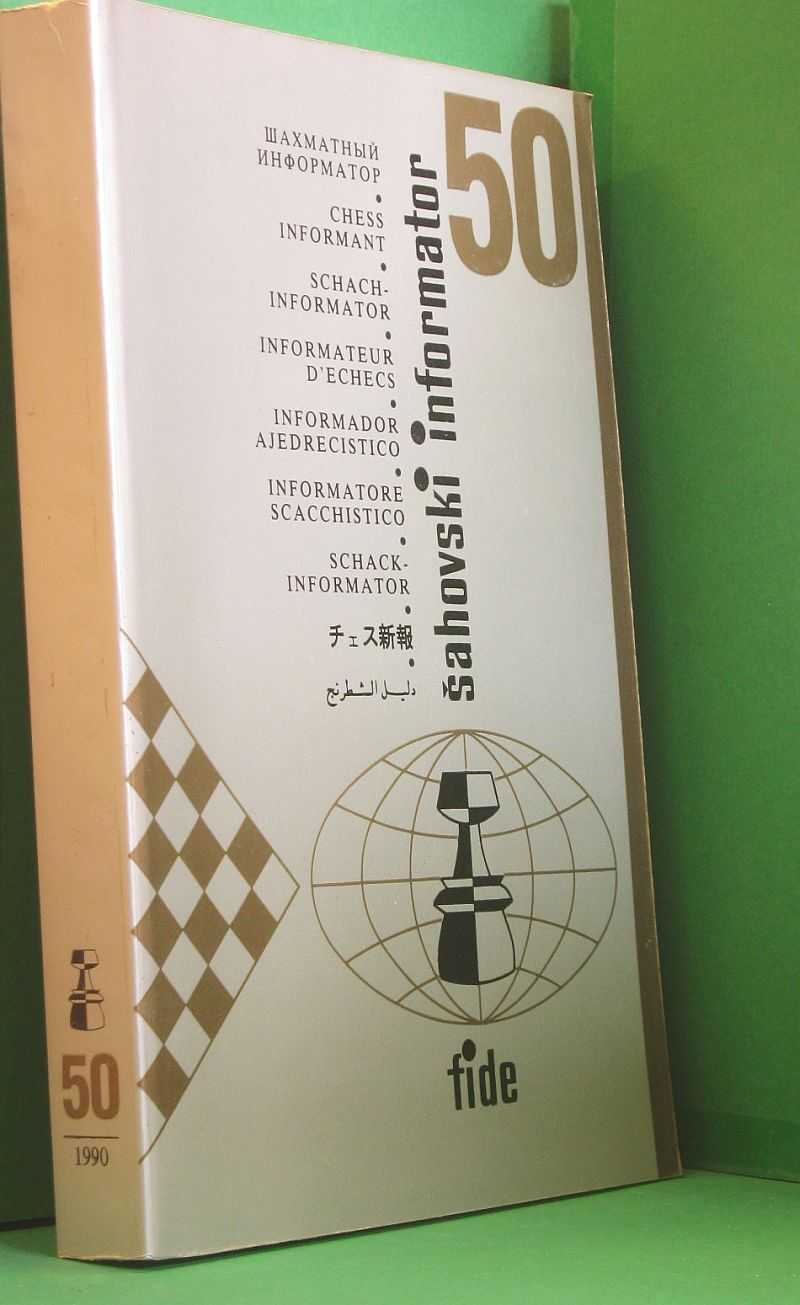 50
šahovski informator
ШАХМАТНЫЙ
ИНФОРМАТОР
CHESS
INFORMANT
SCHACH-
INFORMATOR
INFORMATEUR
D'ECHECS
INFORMADOR
AJEDRECISTICO
INFORMATORE
SCACCHISTICO
SCHACK-
INFORMATOR
チェス新報
دليل الشطرنج
fide
50
1990